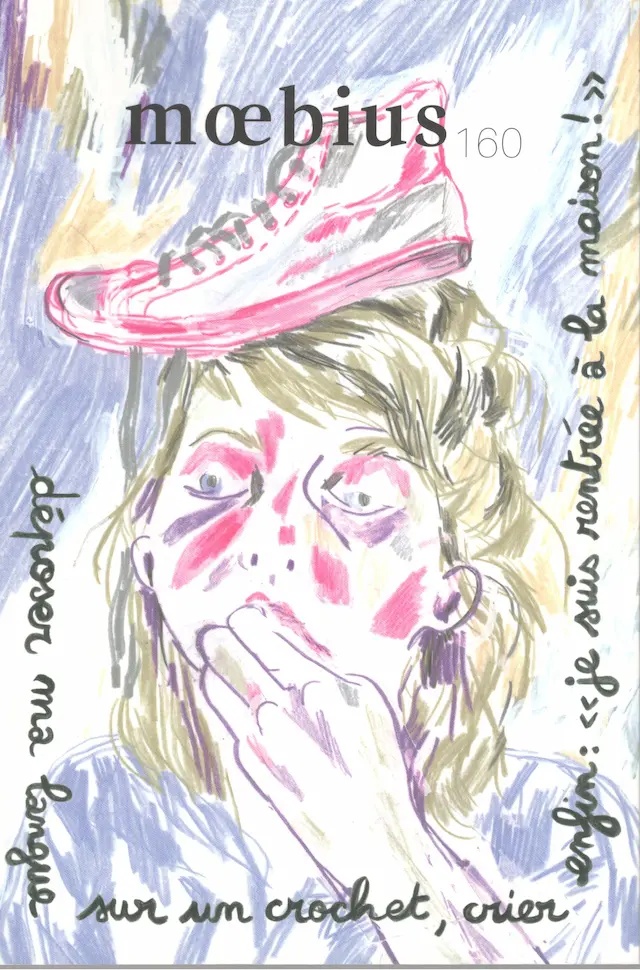 mœbius 160
déposer ma langue
sur un crochet, crier
enfin : «je suis rentrée à la maison!»